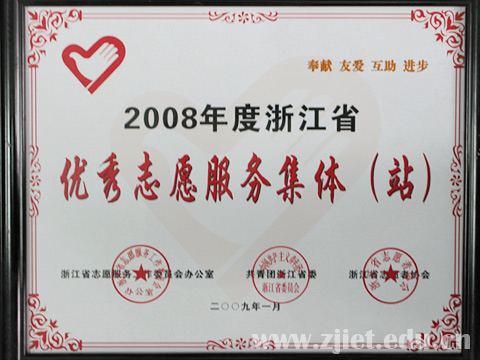 奉献 友爱 互助 进步
2008年度浙江省
优秀志愿服务集体（站）
浙江省志愿服务工作委员会办公室 共青团浙江省委 浙江省志愿者协会
二〇〇九年一月
www.zjiet.edu.cn